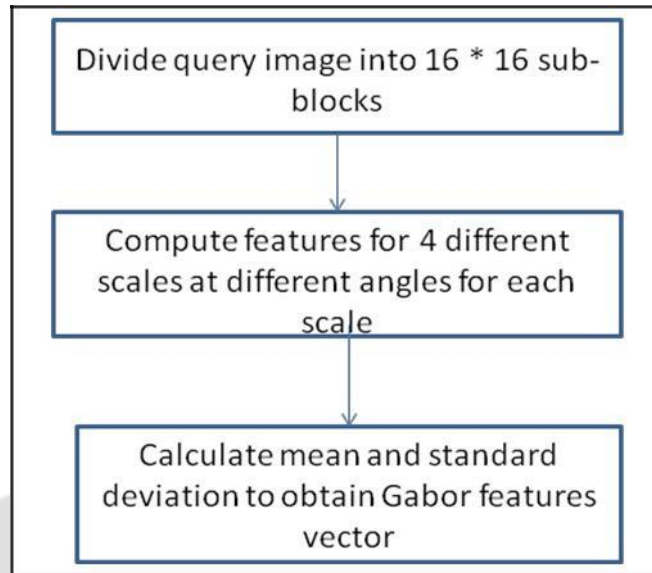 Divide query image into 16 * 16 sub-
blocks
Compute features for 4 different
scales at different angles for each
scale
Calculate mean and standard
deviation to obtain Gabor features
vector